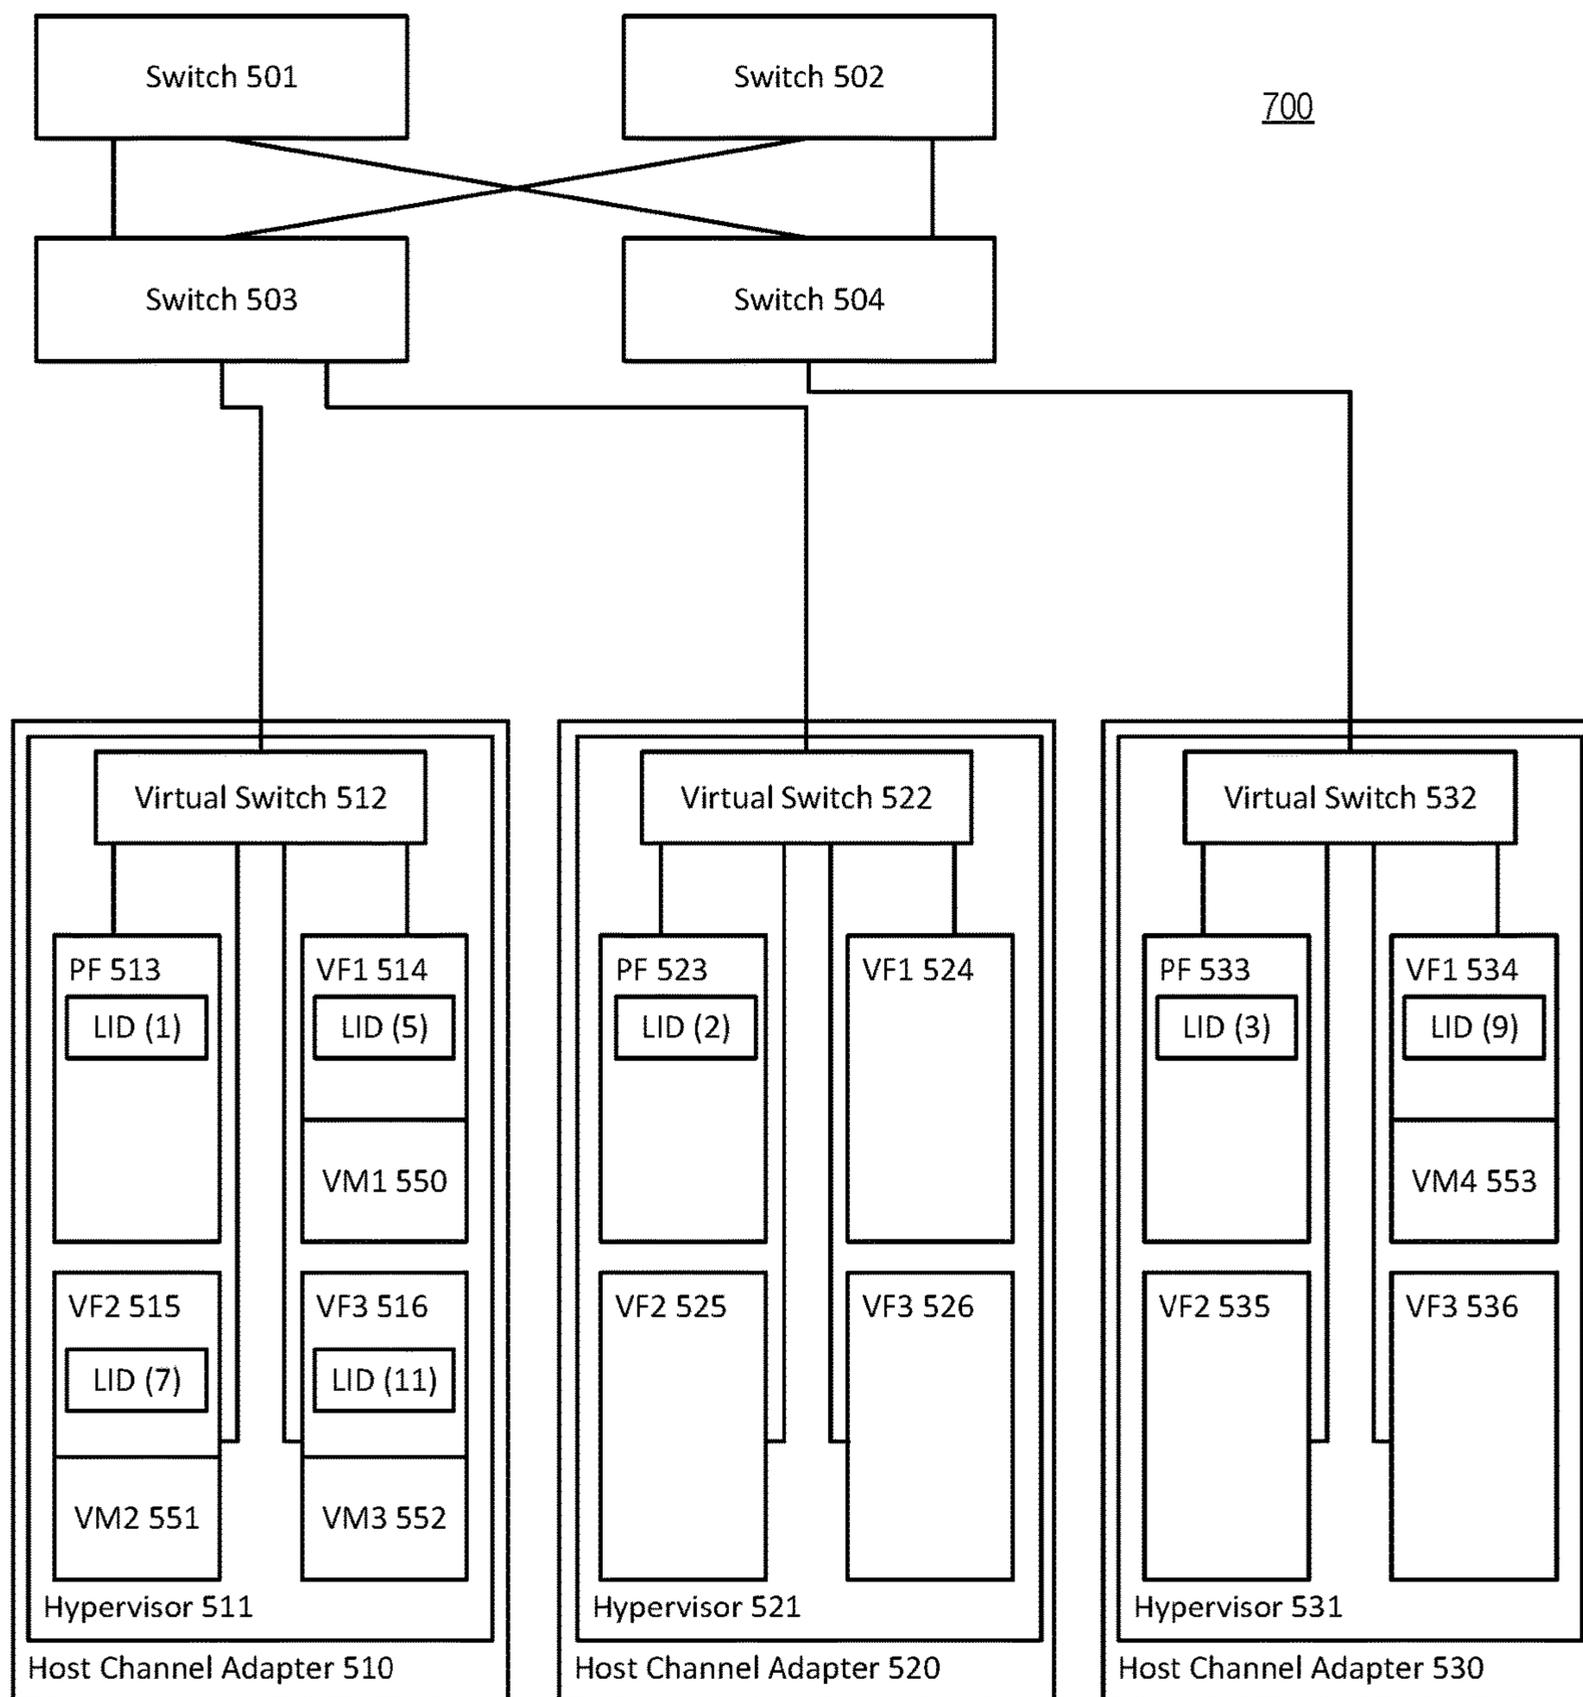 Switch 501
Switch 502
700
Switch 503
Switch 504
Virtual Switch 512
Virtual Switch 522
Virtual Switch 532
PF 513
LID (1)
VF1 514
LID (5)
VM1 550
VF2 515
LID (7)
VM2 551
VF3 516
LID (11)
VM3 552
Hypervisor 511
Host Channel Adapter 510
PF 523
LID (2)
VF1 524
VF2 525
VF3 526
Hypervisor 521
Host Channel Adapter 520
PF 533
LID (3)
VF1 534
LID (9)
VM4 553
VF2 535
VF3 536
Hypervisor 531
Host Channel Adapter 530